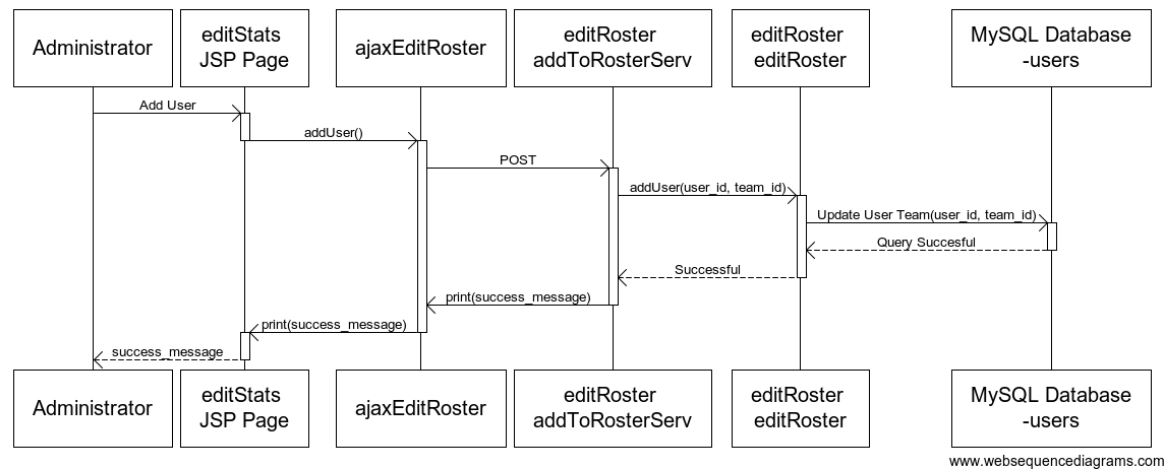 Administrator
editStats
JSP Page
ajaxEditRoster
editRoster
addToRosterServ
editRoster
editRoster
MySQL Database
-users
Add User
addUser()
POST
addUser(user_id, team_id)
Update User Team(user_id, team_id)
Query Succesful
Successful
print(success_message)
print(success_message)
success_message
Administrator
editStats
JSP Page
ajaxEditRoster
editRoster
addToRosterServ
editRoster
editRoster
MySQL Database
-users
www.websequencediagrams.com